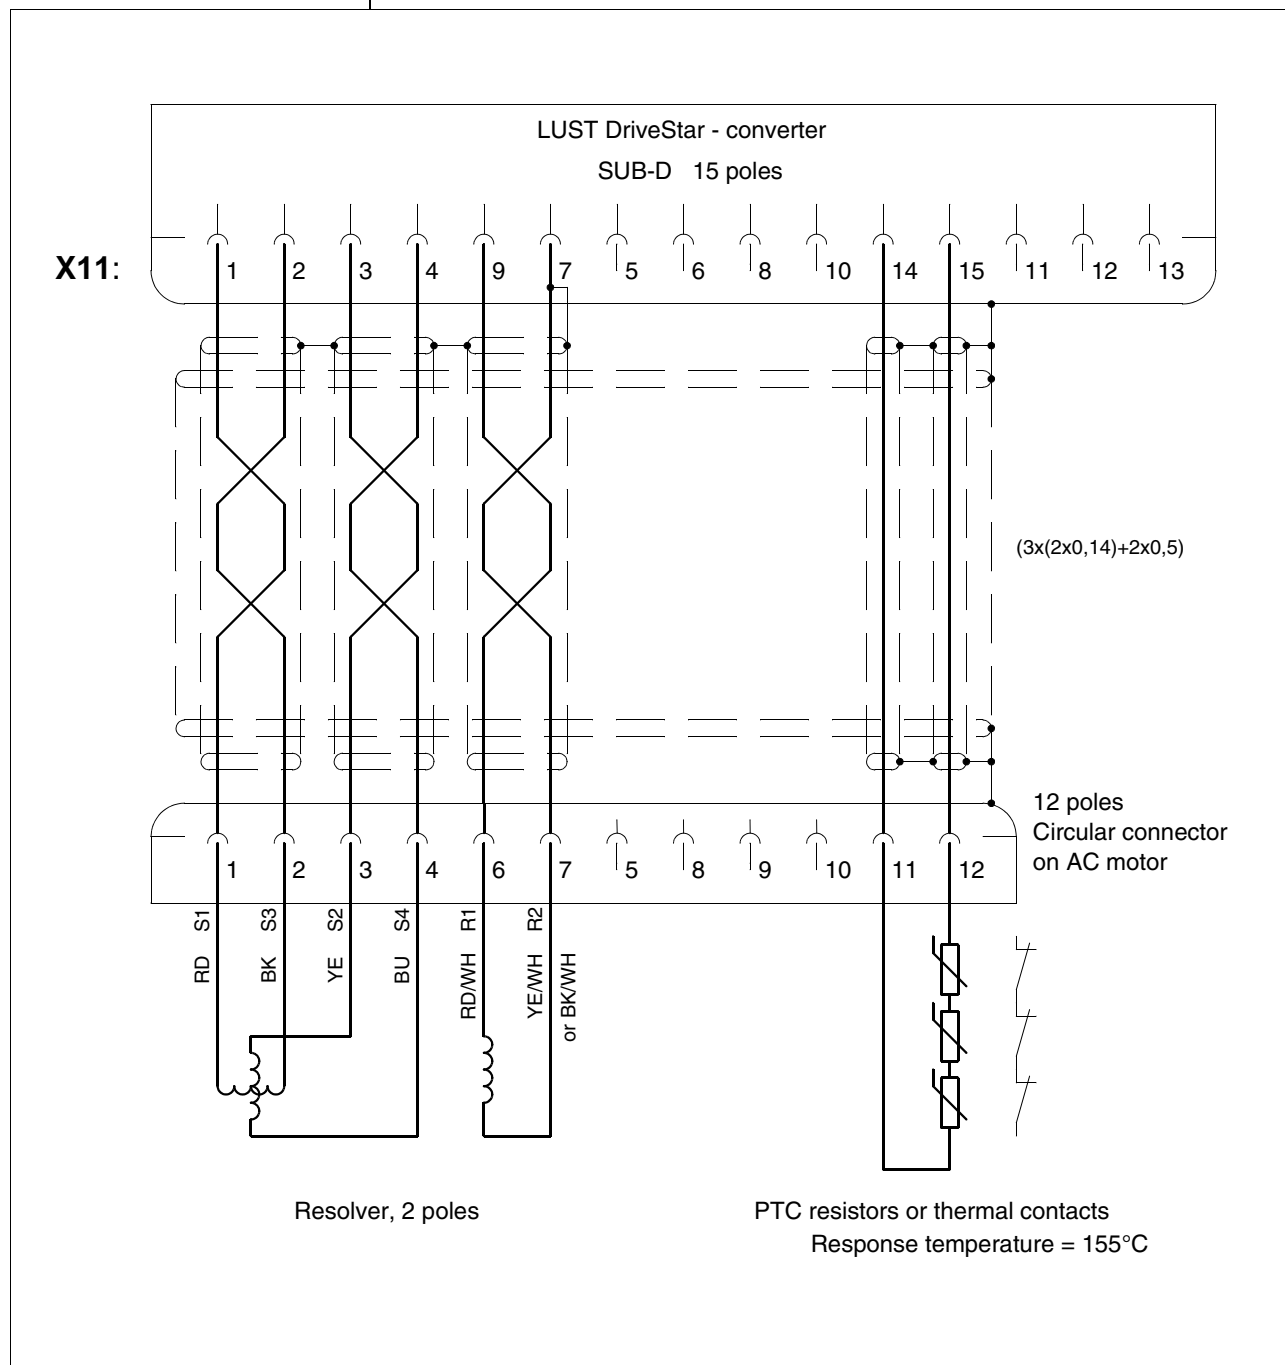 LUST DriveStar - converter
SUB-D 15 poles
X11:
1 2 3 4 9 7 5 6 8 10 14 15 11 12 13
(3x(2x0,14)+2x0,5)
12 poles
Circular connector
on AC motor
1 2 3 4 6 7 5 8 9 10 11 12
RD S1
BK S3
YE S2
BU S4
RD/WH R1
YE/WH R2
or BK/WH
Resolver, 2 poles
PTC resistors or thermal contacts
Response temperature = 155°C